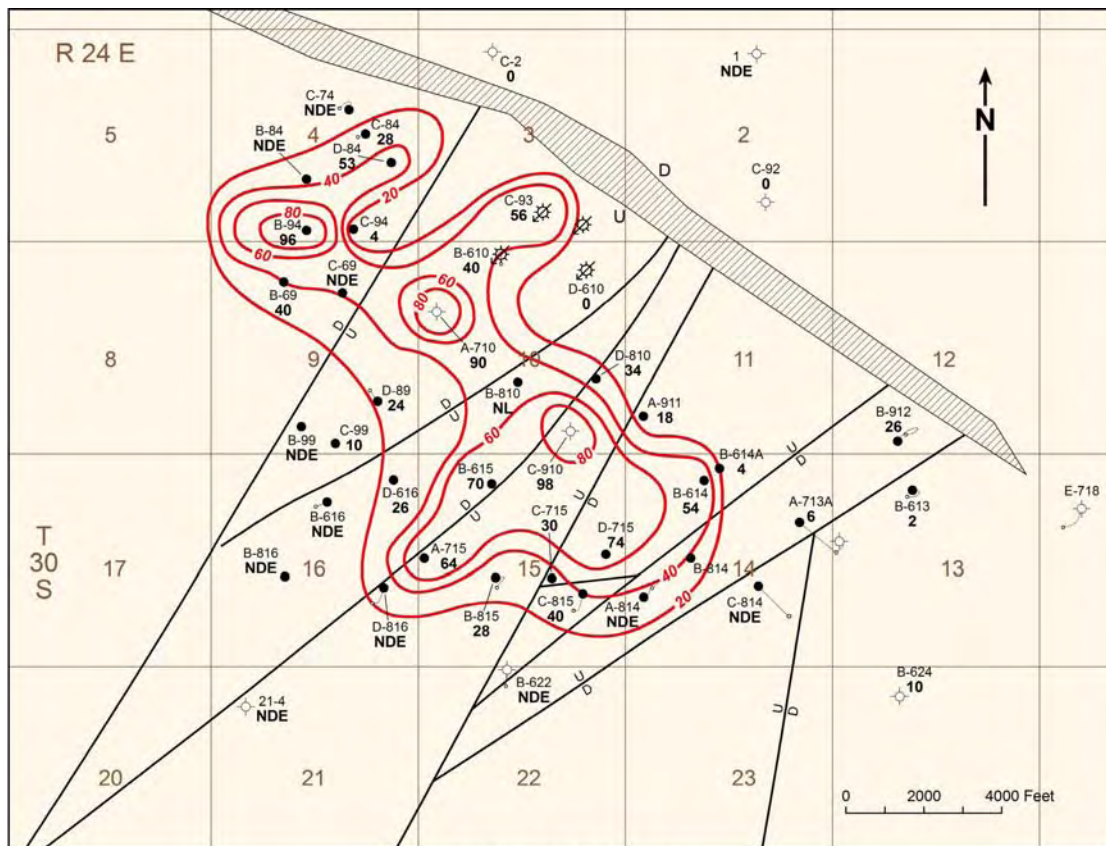 R 24 E
C-2
0
1
NDE
N
C-74
NDE
5
4
C-84
28
3
2
B-84
NDE
D-84
53
40
20
D
C-92
0
C-93
56
U
80
B-94
96
C-94
4
60
B-610
40
C-69
NDE
60
D-610
0
B-69
40
80
D
U
A-710
90
8
9
10
11
12
D-810
34
B-810
NL
D-89
24
D
U
A-911
18
B-912
26
B-99
NDE
C-99
10
60
80
U
D
B-614A
4
B-615
70
C-910
98
D-616
26
B-614
54
A-713A
6
B-613
2
E-718
B-616
NDE
D
U
U
D
C-715
30
T
30
S
D-715
74
B-816
NDE
A-715
64
17
16
15
14
13
40
B-814
20
D-816
NDE
B-815
28
C-815
40
A-814
NDE
C-814
NDE
B-622
NDE
U
D
B-624
10
21-4
NDE
U
D
20
21
22
23
0 2000 4000 Feet